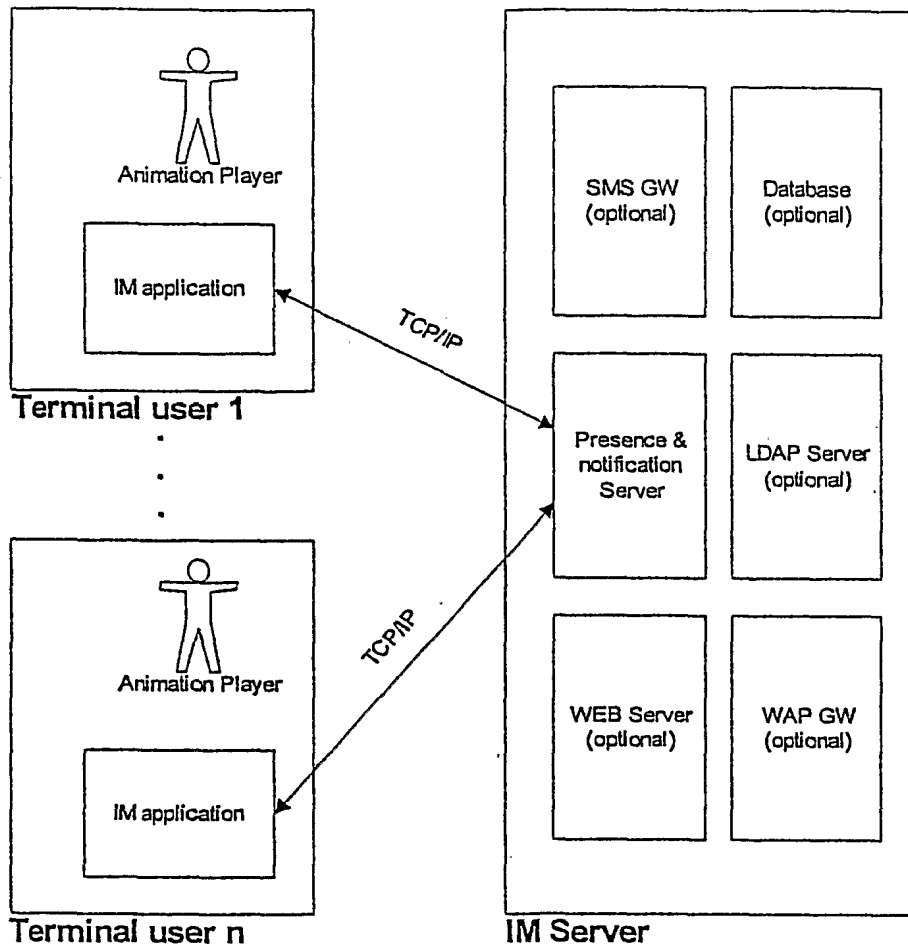 Animation Player
IM application
Terminal user 1
TCP/IP
SMS GW
(optional)
Database
(optional)
Presence &
notification
Server
LDAP Server
(optional)
Animation Player
IM application
Terminal user n
TCP/IP
WEB Server
(optional)
WAP GW
(optional)
IM Server